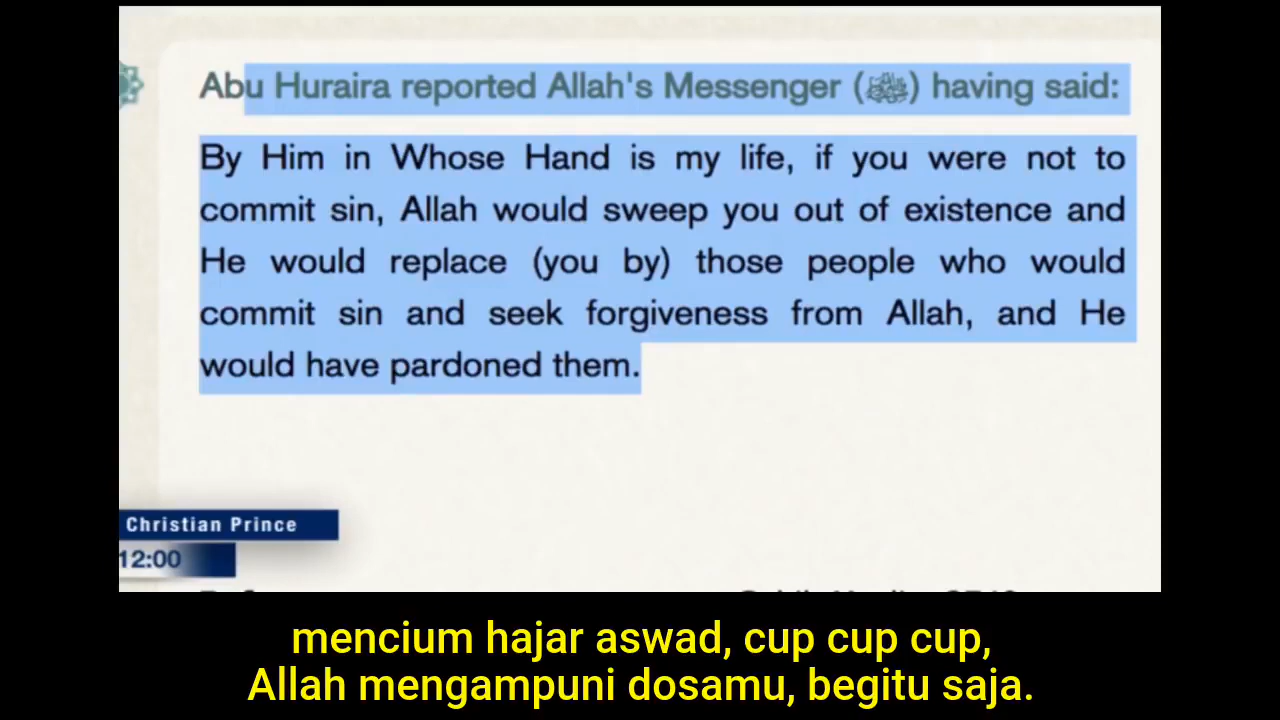 Abu Huraira reported Allah's Messenger (ﷺ) having said:
By Him in Whose Hand is my life, if you were not to
commit sin, Allah would sweep you out of existence and
He would replace (you by) those people who would
commit sin and seek forgiveness from Allah, and He
would have pardoned them.
Christian Prince
12:00
mencium hajar aswad, cup cup cup,
Allah mengampuni dosamu, begitu saja.